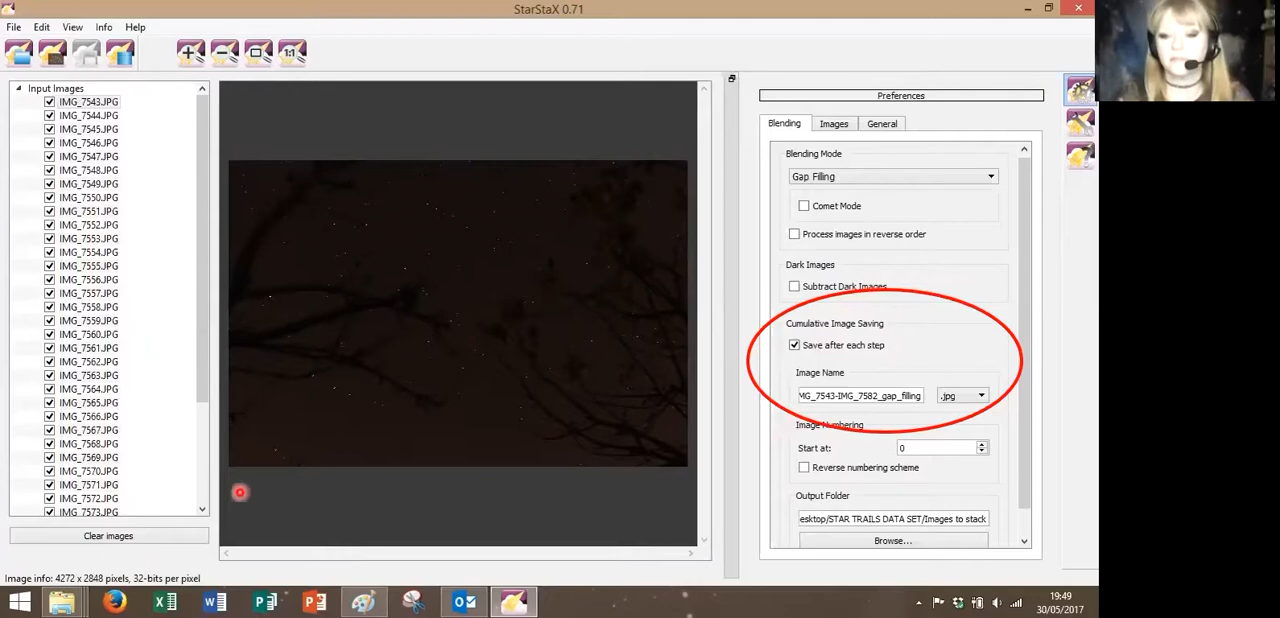 StarStaX 0.71
File Edit View Info Help
1:1
Input Images
IMG_7543.JPG
IMG_7544.JPG
IMG_7545.JPG
IMG_7546.JPG
IMG_7547.JPG
IMG_7548.JPG
IMG_7549.JPG
IMG_7550.JPG
IMG_7551.JPG
IMG_7552.JPG
IMG_7553.JPG
IMG_7554.JPG
IMG_7555.JPG
IMG_7556.JPG
IMG_7557.JPG
IMG_7558.JPG
IMG_7559.JPG
IMG_7560.JPG
IMG_7561.JPG
IMG_7562.JPG
IMG_7563.JPG
IMG_7564.JPG
IMG_7565.JPG
IMG_7566.JPG
IMG_7567.JPG
IMG_7568.JPG
IMG_7569.JPG
IMG_7570.JPG
IMG_7571.JPG
IMG_7572.JPG
IMG_7573.JPG
Clear images
Image info: 4272 x 2848 pixels, 32-bits per pixel
Preferences
Blending Images General
Blending Mode
Gap Filling
Comet Mode
Process images in reverse order
Dark Images
Subtract Dark Images
Cumulative Image Saving
Save after each step
Image Name
MG_7543-IMG_7582_gap_filling .jpg
Image Numbering
Start at: 0
Reverse numbering scheme
Output Folder
esktop/STAR TRAILS DATA SET/Images to stack
Browse...
19:49
30/05/2017